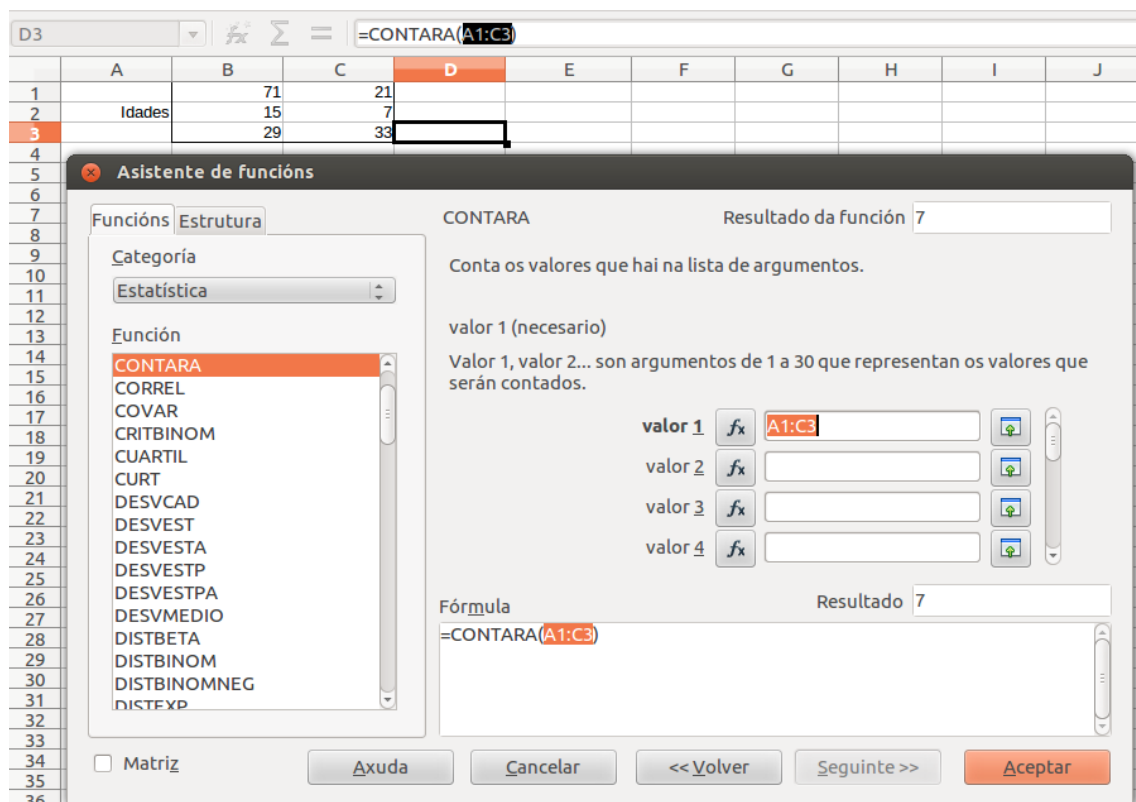 D3 =CONTARA(A1:C3)
A B C D E F G H I J
1 71 21
2 Idades 15 7
3 29 33
4
5
6
7
8
9
10
11
12
13
14
15
16
17
18
19
20
21
22
23
24
25
26
27
28
29
30
31
32
33
34
35
36
Asistente de funcións
Funcións Estrutura
Categoría
Estatística
Función
CONTARA
CORREL
COVAR
CRITBINOM
CUARTIL
CURT
DESVCAD
DESVEST
DESVESTA
DESVESTP
DESVESTPA
DESVMEDIO
DISTBETA
DISTBINOM
DISTBINOMNEG
DISTEXP
CONTARA Resultado da función 7
Conta os valores que hai na lista de argumentos.
valor 1 (necesario)
Valor 1, valor 2... son argumentos de 1 a 30 que representan os valores que
serán contados.
valor 1 fx A1:C3
valor 2 fx
valor 3 fx
valor 4 fx
Fórmula Resultado 7
=CONTARA(A1:C3)
Matriz Axuda Cancelar << Volver Seguinte >> Aceptar